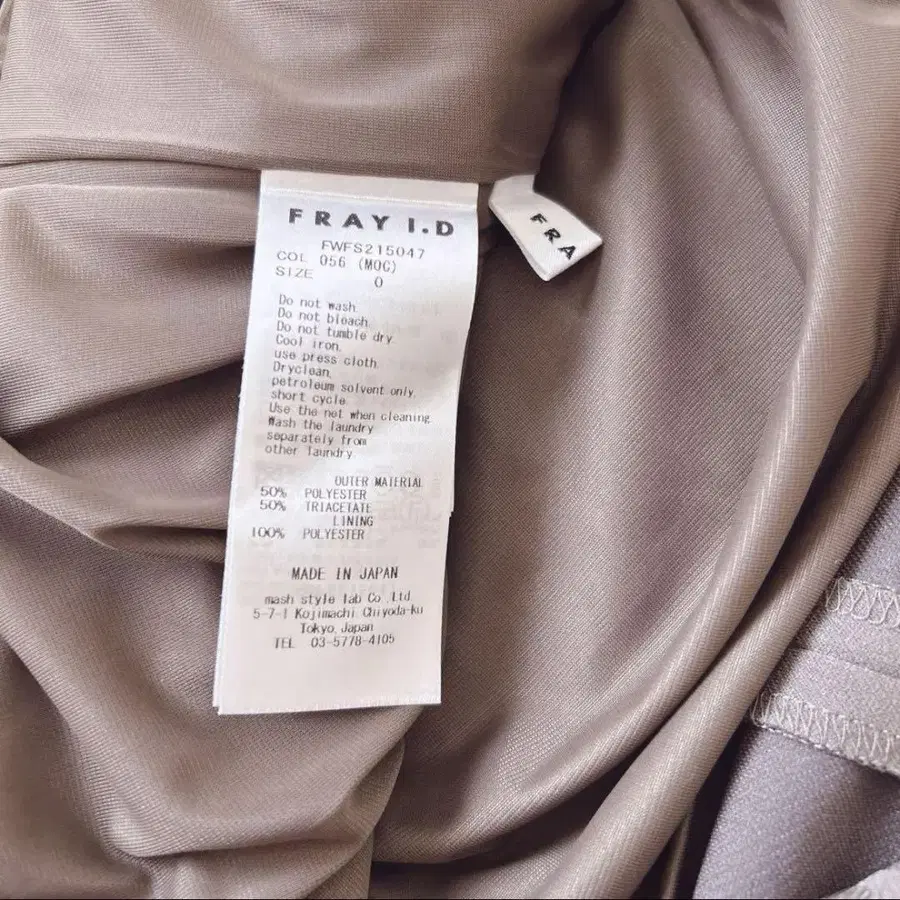 FRAY I.D
FWFS215047
COL 056 (MOC)
SIZE 0
Do not wash.
Do not bleach.
Do not tumble dry.
Cool iron.
use press cloth.
Dryclean.
petroleum solvent only.
short cycle
Use the net when cleaning
Wash the laundry
separately from
other laundry
OUTER MATERIAL
50% POLYESTER
50% TRIACETATE
LINING
100% POLYESTER
MADE IN JAPAN
mash style lab Co. Ltd
5-7-1 Kojimachi Chiyoda-ku
Tokyo, Japan
TEL 03-5778-4105
FRA